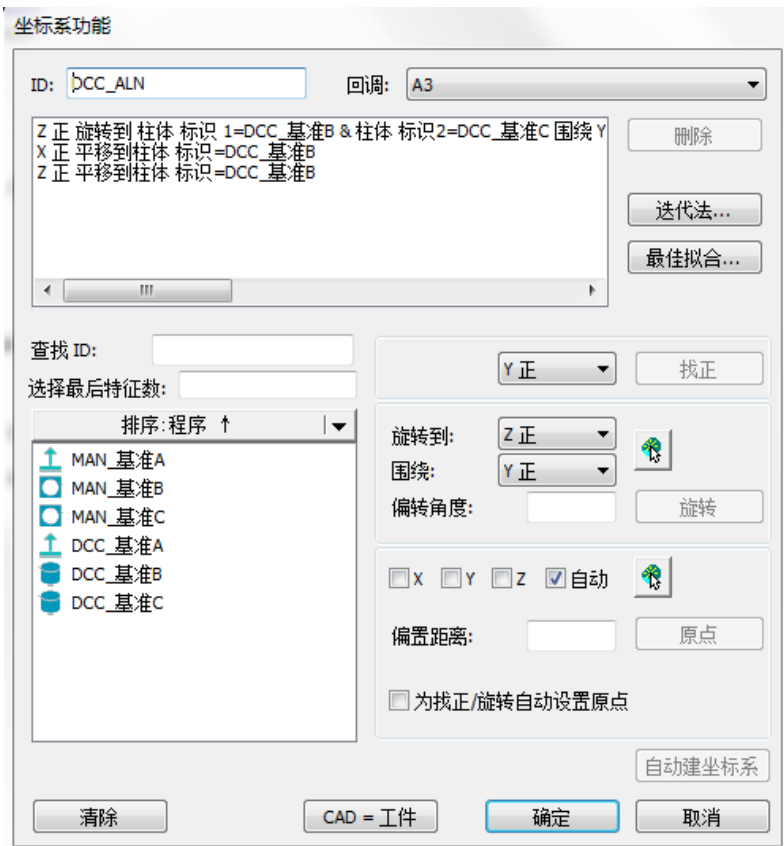 坐标系功能
ID: DCC_ALN 回调: A3
Z 正 旋转到 柱体 标识 1=DCC_基准B & 柱体 标识2=DCC_基准C 围绕 Y
X 正 平移到柱体 标识=DCC_基准B
Z 正 平移到柱体 标识=DCC_基准B
删除
迭代法...
最佳拟合...
查找 ID:
选择最后特征数:
排序:程序 ↑
MAN_基准A
MAN_基准B
MAN_基准C
DCC_基准A
DCC_基准B
DCC_基准C
Y 正 找正
旋转到: Z 正
围绕: Y 正
偏转角度: 旋转
X Y Z 自动
偏置距离: 原点
为找正/旋转自动设置原点
自动建坐标系
清除 CAD = 工件 确定 取消